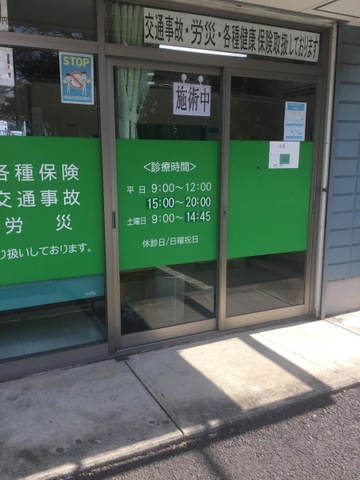 交通事故・労災・各種健康保険取扱しております
STOP
施術中
各種保険
交通事故
労 災
り扱いしております。
<診療時間>
平 日 9:00〜12:00
15:00〜20:00
土曜日 9:00〜14:45
休診日/日曜祝日